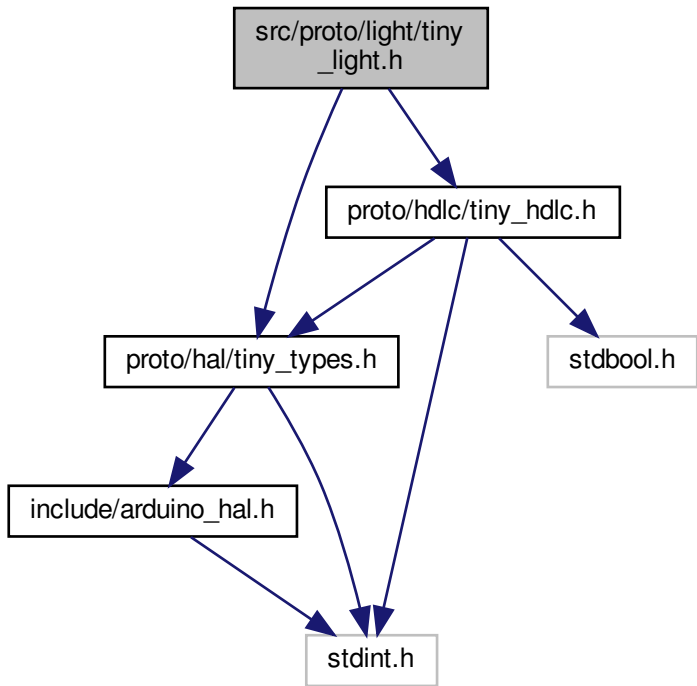 src/proto/light/tiny
_light.h
proto/hdlc/tiny_hdlc.h
proto/hal/tiny_types.h
stdbool.h
include/arduino_hal.h
stdint.h